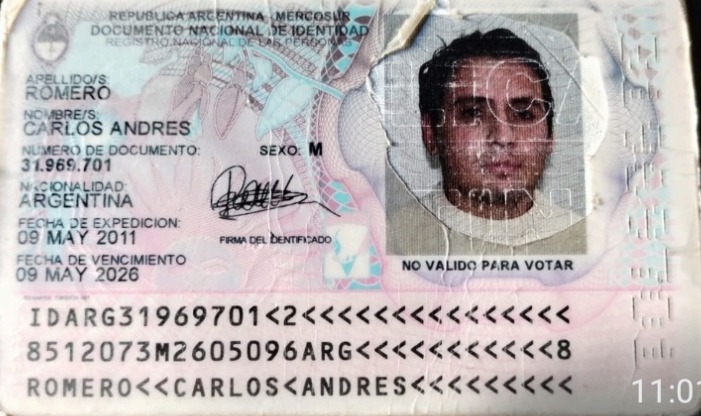 REPUBLICA ARGENTINA - MERCOSUR
DOCUMENTO NACIONAL DE IDENTIDAD
REGISTRO NACIONAL DE LAS PERSONAS
APELLIDO/S:
ROMERO
NOMBRE/S:
CARLOS ANDRES
NUMERO DE DOCUMENTO: SEXO: M
31.969.701
NACIONALIDAD:
ARGENTINA
FECHA DE EXPEDICION:
09 MAY 2011
FIRMA DEL IDENTIFICADO
FECHA DE VENCIMIENTO
09 MAY 2026
NO VALIDO PARA VOTAR
IDARG31969701<2<<<<<<<<<<<<<<<
8512073M2605096ARG<<<<<<<<<<<8
ROMERO<<CARLOS<ANDRES<<<<<<<<<
11:01